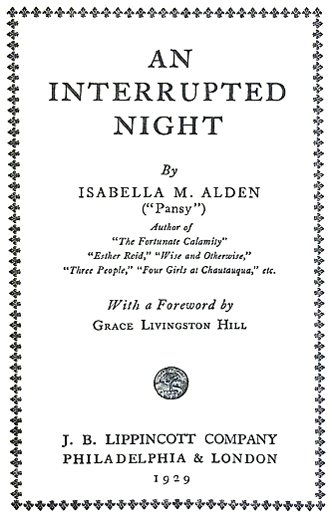 AN
INTERRUPTED
NIGHT
By
ISABELLA M. ALDEN
("Pansy")
Author of
"The Fortunate Calamity"
"Esther Reid," "Wise and Otherwise,"
"Three People," "Four Girls at Chautauqua," etc.
With a Foreword by
GRACE LIVINGSTON HILL
J. B. LIPPINCOTT COMPANY
PHILADELPHIA & LONDON
1929